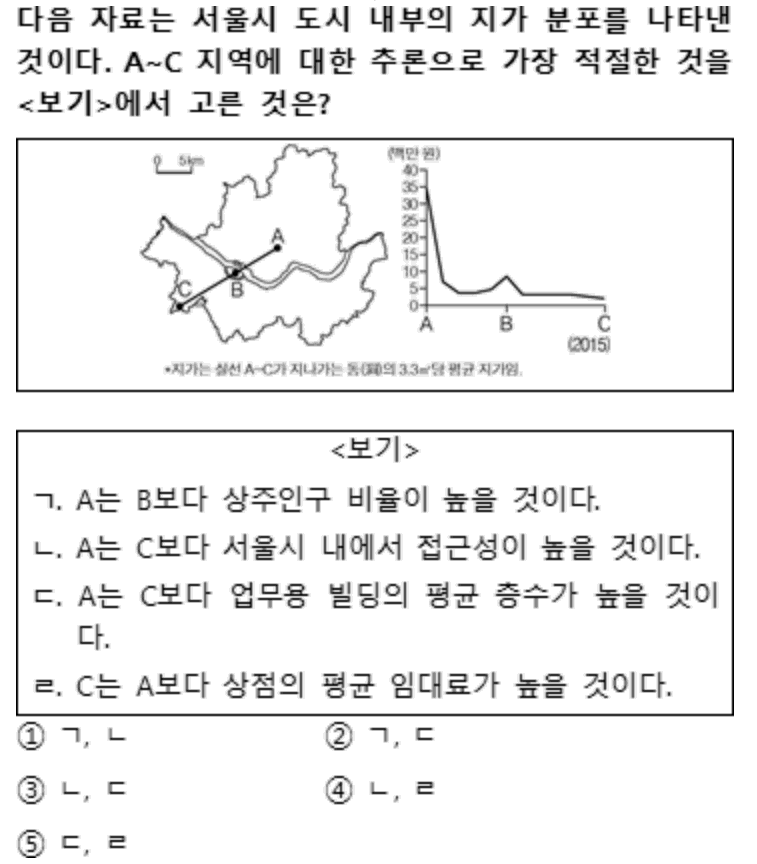 다음 자료는 서울시 도시 내부의 지가 분포를 나타낸
것이다. A~C 지역에 대한 추론으로 가장 적절한 것을
<보기>에서 고른 것은?
0 5km
A
B
C
(백만 원)
40
35
30
25
20
15
10
5
0
A B C
(2015)
*지가는 실선 A~C가 지나가는 동(洞)의 3.3㎡당 평균 지가임.
<보기>
ㄱ. A는 B보다 상주인구 비율이 높을 것이다.
ㄴ. A는 C보다 서울시 내에서 접근성이 높을 것이다.
ㄷ. A는 C보다 업무용 빌딩의 평균 층수가 높을 것이
다.
ㄹ. C는 A보다 상점의 평균 임대료가 높을 것이다.
① ㄱ, ㄴ ② ㄱ, ㄷ
③ ㄴ, ㄷ ④ ㄴ, ㄹ
⑤ ㄷ, ㄹ